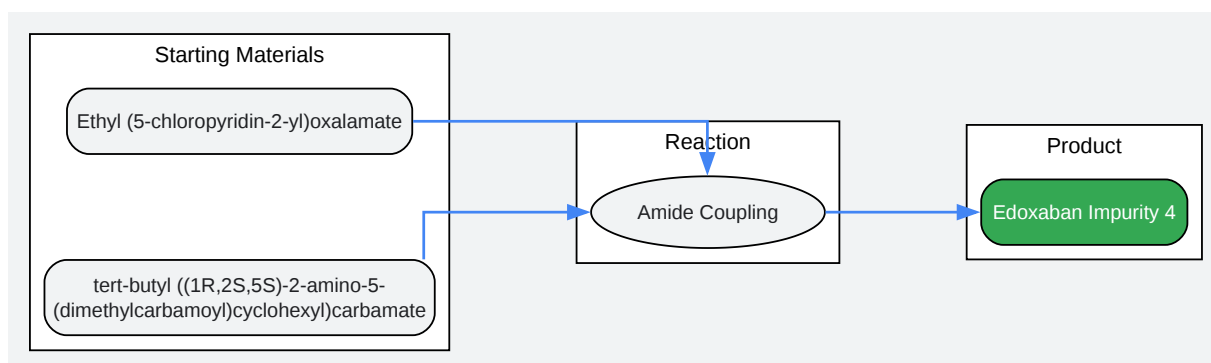 Starting Materials
Ethyl (5-chloropyridin-2-yl)oxalamate
tert-butyl ((1R,2S,5S)-2-amino-5-
(dimethylcarbamoyl)cyclohexyl)carbamate
Reaction
Amide Coupling
Product
Edoxaban Impurity 4